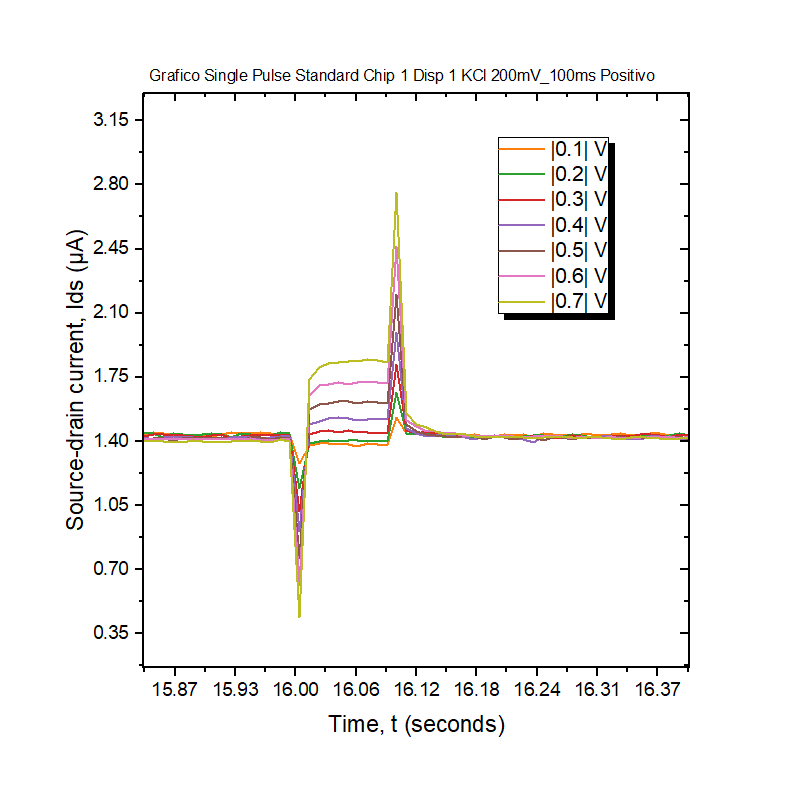 Grafico Single Pulse Standard Chip 1 Disp 1 KCl 200mV_100ms Positivo
3.15
2.80
2.45
2.10
1.75
1.40
1.05
0.70
0.35
Source-drain current, Ids (μA)
|0.1| V
|0.2| V
|0.3| V
|0.4| V
|0.5| V
|0.6| V
|0.7| V
15.87 15.93 16.00 16.06 16.12 16.18 16.24 16.31 16.37
Time, t (seconds)